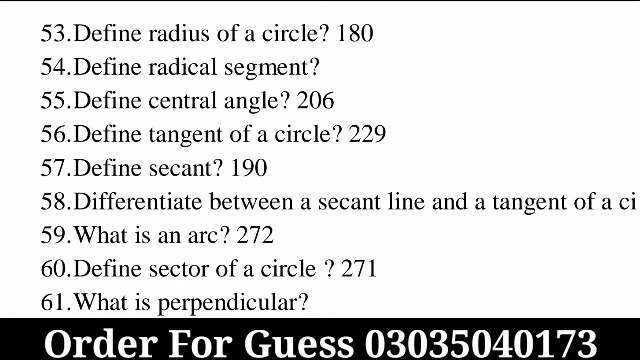 53.Define radius of a circle? 180
54.Define radical segment?
55.Define central angle? 206
56.Define tangent of a circle? 229
57.Define secant? 190
58.Differentiate between a secant line and a tangent of a ci
59.What is an arc? 272
60.Define sector of a circle ? 271
61.What is perpendicular?
Order For Guess 03035040173